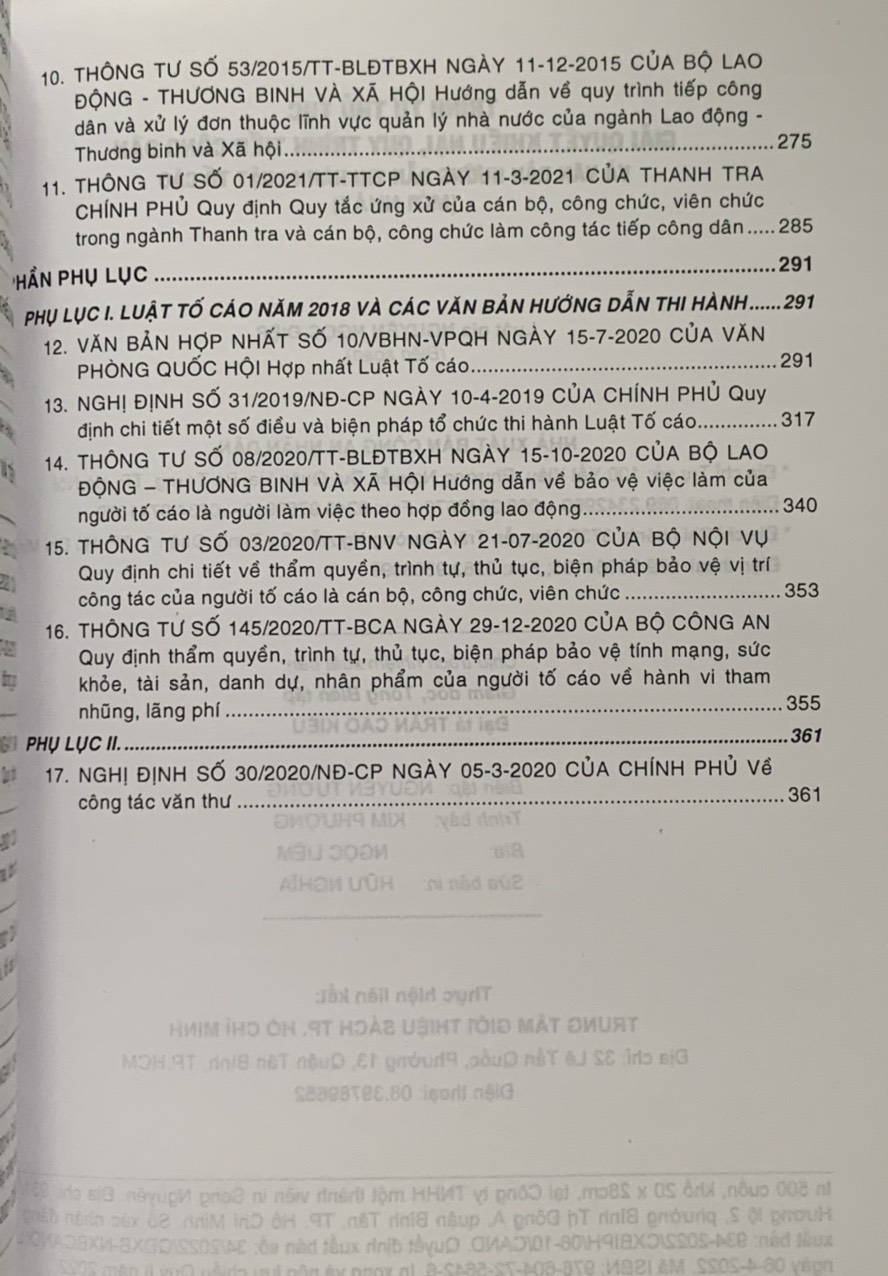 10. THÔNG TƯ SỐ 53/2015/TT-BLĐTBXH NGÀY 11-12-2015 CỦA BỘ LAO
ĐỘNG - THƯƠNG BINH VÀ XÃ HỘI Hướng dẫn về quy trình tiếp công
dân và xử lý đơn thuộc lĩnh vực quản lý nhà nước của ngành Lao động -
Thương binh và Xã hội........................................................................275
11. THÔNG TƯ SỐ 01/2021/TT-TTCP NGÀY 11-3-2021 CỦA THANH TRA
CHÍNH PHỦ Quy định Quy tắc ứng xử của cán bộ, công chức, viên chức
trong ngành Thanh tra và cán bộ, công chức làm công tác tiếp công dân.....285
HẦN PHỤ LỤC ........................................................................291
PHỤ LỤC I. LUẬT TỐ CÁO NĂM 2018 VÀ CÁC VĂN BẢN HƯỚNG DẪN THI HÀNH......291
12. VĂN BẢN HỢP NHẤT SỐ 10/VBHN-VPQH NGÀY 15-7-2020 CỦA VĂN
PHÒNG QUỐC HỘI Hợp nhất Luật Tố cáo.............................................291
13. NGHỊ ĐỊNH SỐ 31/2019/NĐ-CP NGÀY 10-4-2019 CỦA CHÍNH PHỦ Quy
định chi tiết một số điều và biện pháp tổ chức thi hành Luật Tố cáo..............317
14. THÔNG TƯ SỐ 08/2020/TT-BLĐTBXH NGÀY 15-10-2020 CỦA BỘ LAO
ĐỘNG – THƯƠNG BINH VÀ XÃ HỘI Hướng dẫn về bảo vệ việc làm của
người tố cáo là người làm việc theo hợp đồng lao động.................................340
15. THÔNG TƯ SỐ 03/2020/TT-BNV NGÀY 21-07-2020 CỦA BỘ NỘI VỤ
Quy định chi tiết về thẩm quyền, trình tự, thủ tục, biện pháp bảo vệ vị trí
công tác của người tố cáo là cán bộ, công chức, viên chức ..........................353
16. THÔNG TƯ SỐ 145/2020/TT-BCA NGÀY 29-12-2020 CỦA BỘ CÔNG AN
Quy định thẩm quyền, trình tự, thủ tục, biện pháp bảo vệ tính mạng, sức
khỏe, tài sản, danh dự, nhân phẩm của người tố cáo về hành vi tham
nhũng, lãng phí ........................................................................355
PHỤ LỤC II.........................................................................361
17. NGHỊ ĐỊNH SỐ 30/2020/NĐ-CP NGÀY 05-3-2020 CỦA CHÍNH PHỦ Về
công tác văn thư ........................................................................361